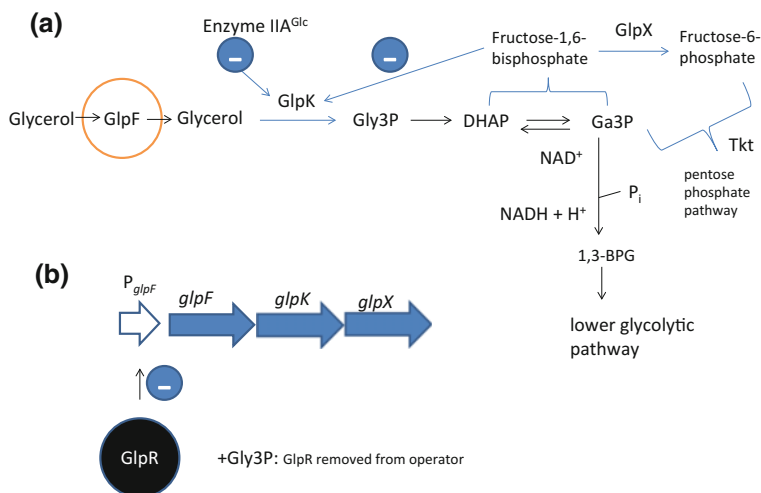 (a)
Enzyme IIA^Glc
–
–
Fructose-1,6-
bisphosphate
GlpX
Fructose-6-
phosphate
GlpK
Glycerol
GlpF
Glycerol
Gly3P
DHAP
Ga3P
Tkt
NAD⁺
pentose
phosphate
pathway
P_i
NADH + H⁺
1,3-BPG
(b)
P_glpF
glpF
glpK
glpX
lower glycolytic
pathway
–
GlpR
+Gly3P: GlpR removed from operator